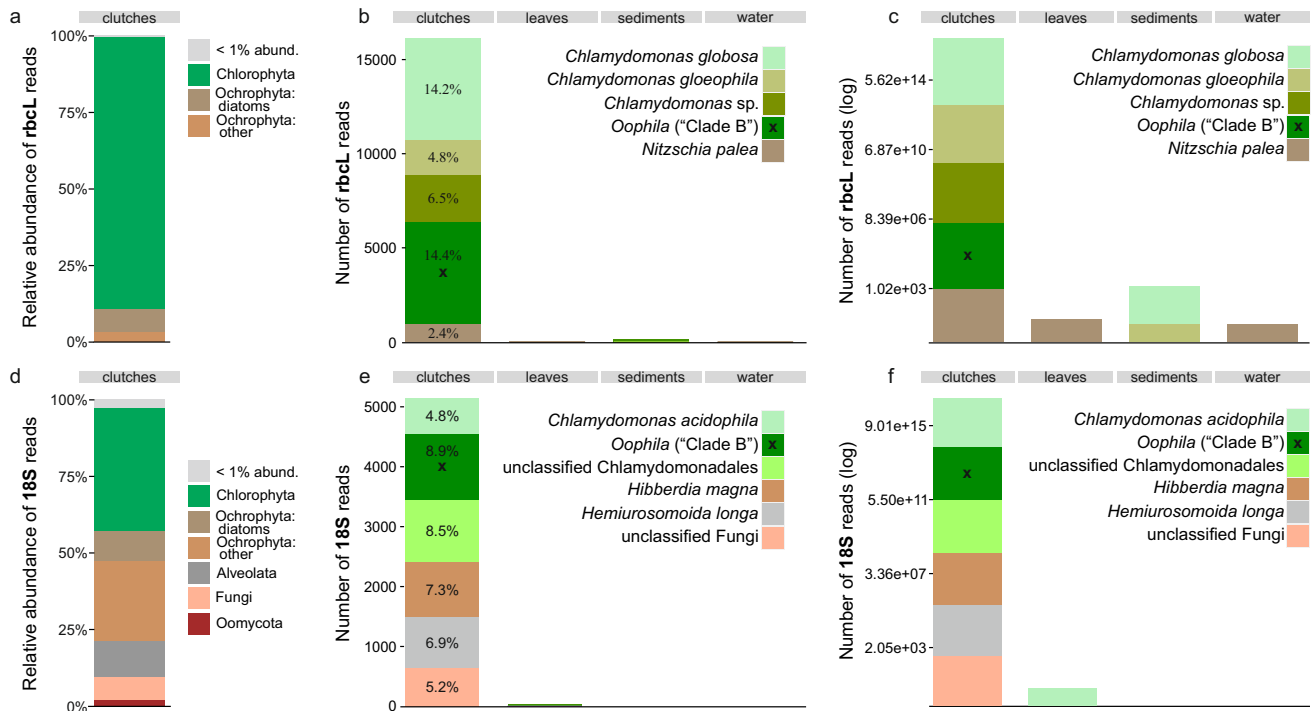 a
clutches
100%
75%
50%
25%
0%
Relative abundance of rbcL reads
< 1% abund.
Chlorophyta
Ochrophyta:
diatoms
Ochrophyta:
other
b
clutches
leaves
sediments
water
15000
10000
5000
0
Number of rbcL reads
14.2%
4.8%
6.5%
14.4%
x
2.4%
Chlamydomonas globosa
Chlamydomonas gloeophila
Chlamydomonas sp.
Oophila (“Clade B”) x
Nitzschia palea
c
clutches
leaves
sediments
water
5.62e+14
6.87e+10
8.39e+06
1.02e+03
Number of rbcL reads (log)
x
Chlamydomonas globosa
Chlamydomonas gloeophila
Chlamydomonas sp.
Oophila (“Clade B”) x
Nitzschia palea
d
clutches
100%
75%
50%
25%
0%
Relative abundance of 18S reads
< 1% abund.
Chlorophyta
Ochrophyta:
diatoms
Ochrophyta:
other
Alveolata
Fungi
Oomycota
e
clutches
leaves
sediments
water
5000
4000
3000
2000
1000
0
Number of 18S reads
4.8%
8.9%
x
8.5%
7.3%
6.9%
5.2%
Chlamydomonas acidophila
Oophila (“Clade B”) x
unclassified Chlamydomonadales
Hibberdia magna
Hemiurosomoida longa
unclassified Fungi
f
clutches
leaves
sediments
water
9.01e+15
5.50e+11
3.36e+07
2.05e+03
Number of 18S reads (log)
x
Chlamydomonas acidophila
Oophila (“Clade B”) x
unclassified Chlamydomonadales
Hibberdia magna
Hemiurosomoida longa
unclassified Fungi